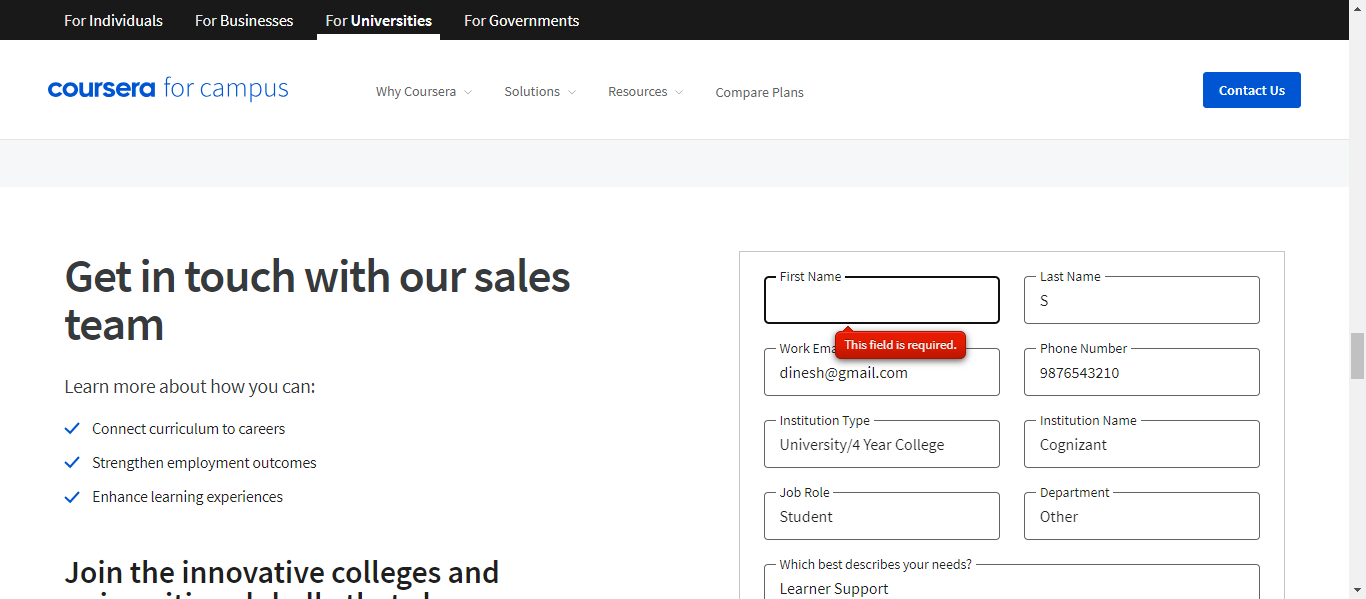 For Individuals For Businesses For Universities For Governments
coursera for campus Why Coursera Solutions Resources Compare Plans Contact Us
Get in touch with our sales
team
Learn more about how you can:
Connect curriculum to careers
Strengthen employment outcomes
Enhance learning experiences
Join the innovative colleges and
First Name Last Name
S
This field is required.
Work Phone Number
dinesh@gmail.com 9876543210
Institution Type Institution Name
University/4 Year College Cognizant
Job Role Department
Student Other
Which best describes your needs?
Learner Support